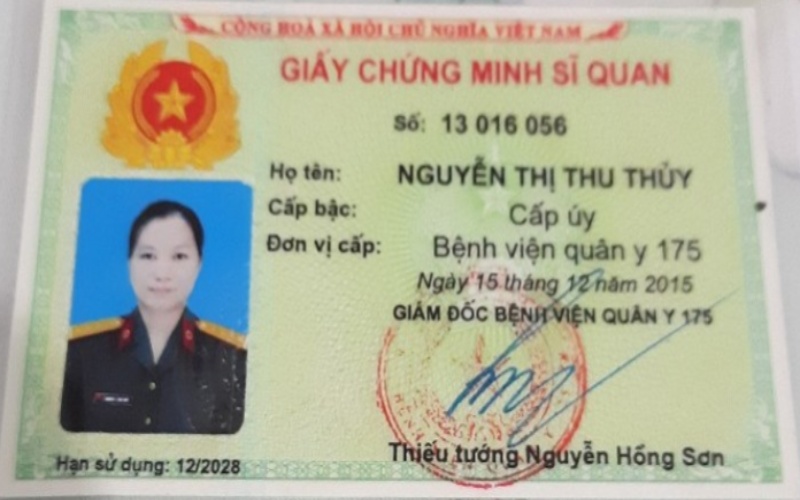 CỘNG HOÀ XÃ HỘI CHỦ NGHĨA VIỆT NAM
GIẤY CHỨNG MINH SĨ QUAN
Số: 13 016 056
Họ tên: NGUYỄN THỊ THU THỦY
Cấp bậc: Cấp úy
Đơn vị cấp: Bệnh viện quân y 175
Ngày 15 tháng 12 năm 2015
GIÁM ĐỐC BỆNH VIỆN QUÂN Y 175
Thiếu tướng Nguyễn Hồng Sơn
Hạn sử dụng: 12/2028